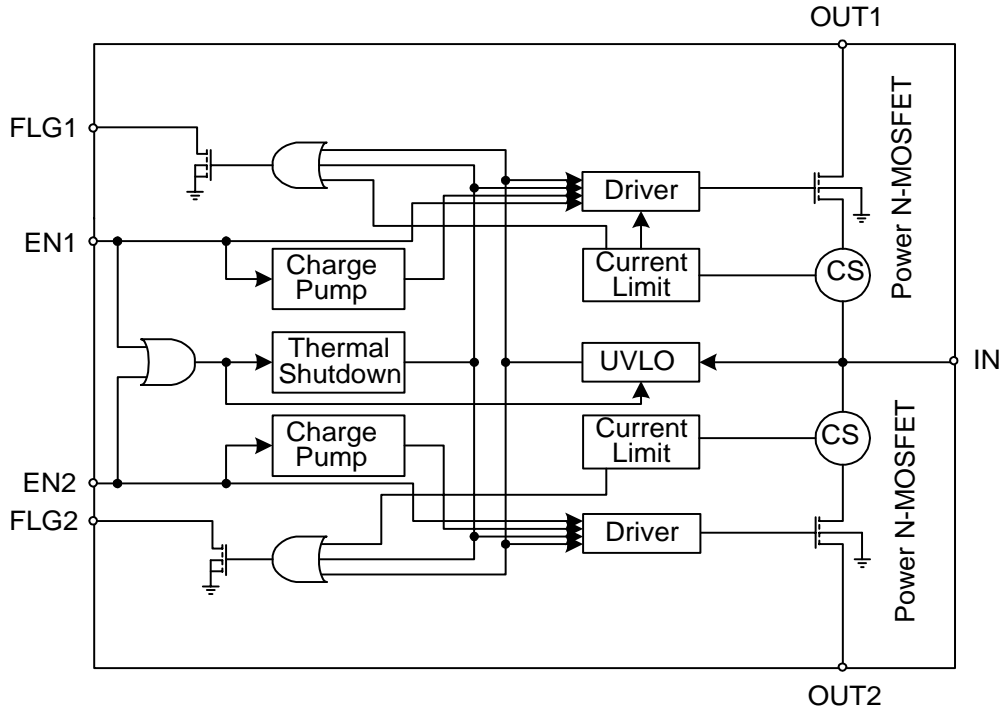 OUT1
FLG1
Driver
Power N-MOSFET
EN1
Charge
Pump
Current
Limit
CS
Thermal
Shutdown
UVLO
IN
Charge
Pump
Current
Limit
CS
EN2
FLG2
Driver
Power N-MOSFET
OUT2